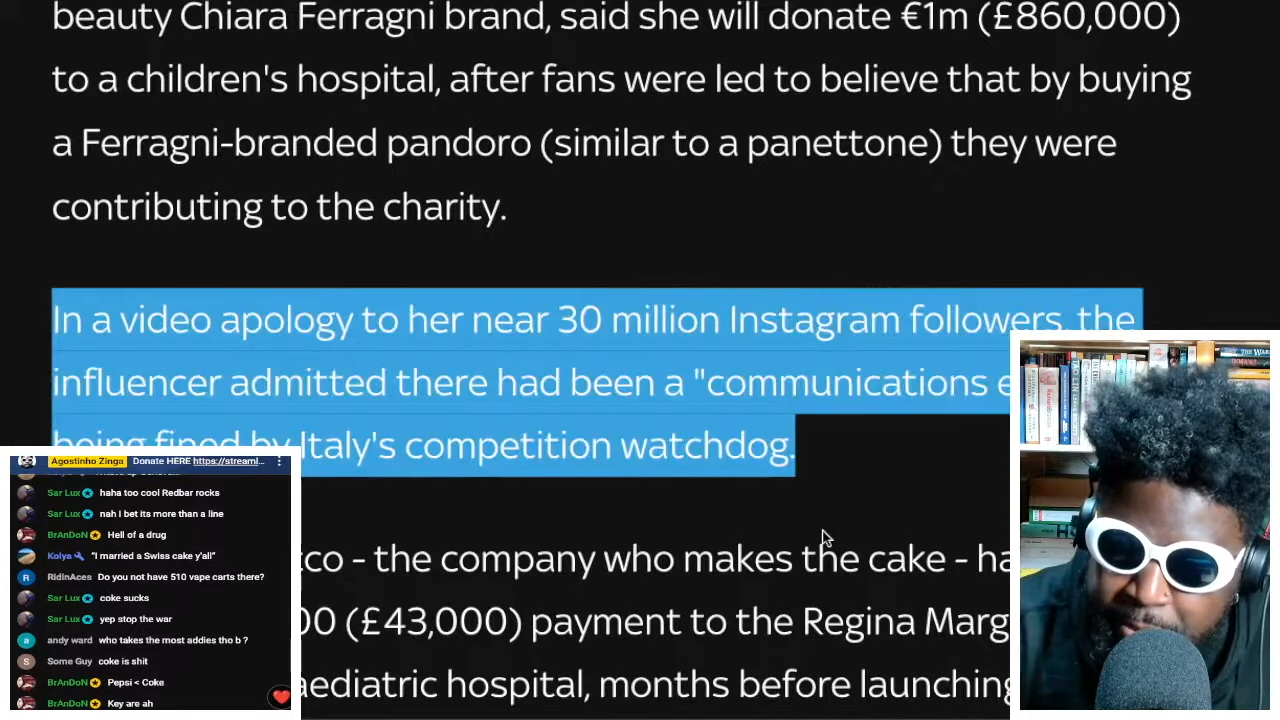 beauty Chiara Ferragni brand, said she will donate €1m (£860,000)
to a children's hospital, after fans were led to believe that by buying
a Ferragni-branded pandoro (similar to a panettone) they were
contributing to the charity.
In a video apology to her near 30 million Instagram followers, the
influencer admitted there had been a "communications
being fined by Italy's competition watchdog.
- the company who makes the cake -
(£43,000) payment to the Regina
hospital, months before launching
Agostinho Zinga Donate HERE https://streaml...
Sar Lux haha too cool Redbar rocks
Sar Lux nah i bet its more than a line
BrAnDoN Hell of a drug
Kolya "I married a Swiss cake y'all"
RidinAces Do you not have 510 vape carts there?
Sar Lux coke sucks
Sar Lux yep stop the war
andy ward who takes the most addies tho b ?
Some Guy coke is shit
BrAnDoN Pepsi < Coke
BrAnDoN Key are ah